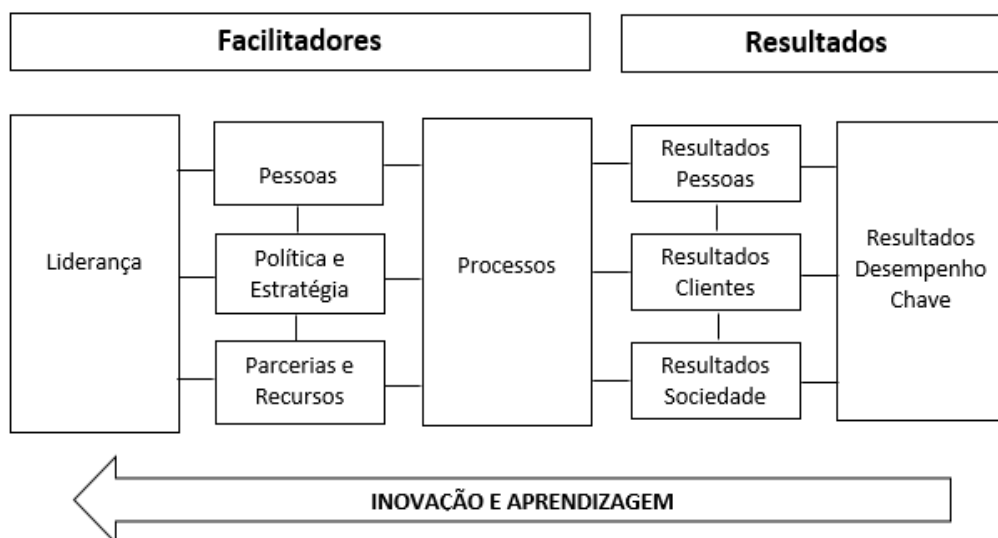 Facilitadores
Resultados
Liderança
Pessoas
Política e
Estratégia
Parcerias e
Recursos
Processos
Resultados
Pessoas
Resultados
Clientes
Resultados
Sociedade
Resultados
Desempenho
Chave
INOVAÇÃO E APRENDIZAGEM